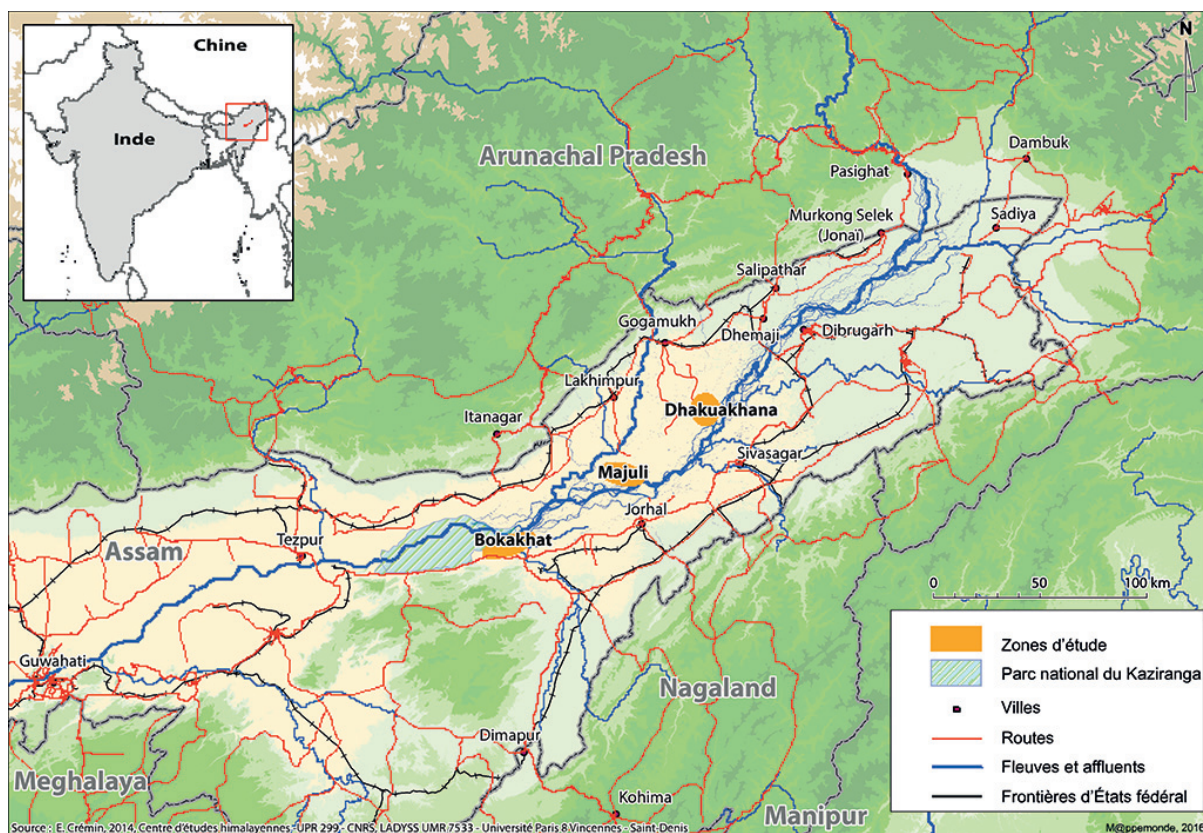 Chine
Inde
N
Arunachal Pradesh
Dambuk
Pasighat
Murkong Selek
(Jonaï)
Sadiya
Salipathar
Gogamukh
Dhemaji
Dibrugarh
Lakhimpur
Dhakuakhana
Itanagar
Sivasagar
Majuli
Jorhal
Bokakhat
Assam
Tezpur
0 50 100 km
Guwahati
Nagaland
Dimapur
Meghalaya
Kohima
Manipur
Zones d'étude
Parc national du Kaziranga
Villes
Routes
Fleuves et affluents
Frontières d'États fédéral
Source : E. Crémin, 2014, Centre d'études himalayennes, UPR 299,- CNRS, LADYSS UMR 7533 - Université Paris 8 Vincennes - Saint-Denis
M@ppemonde,